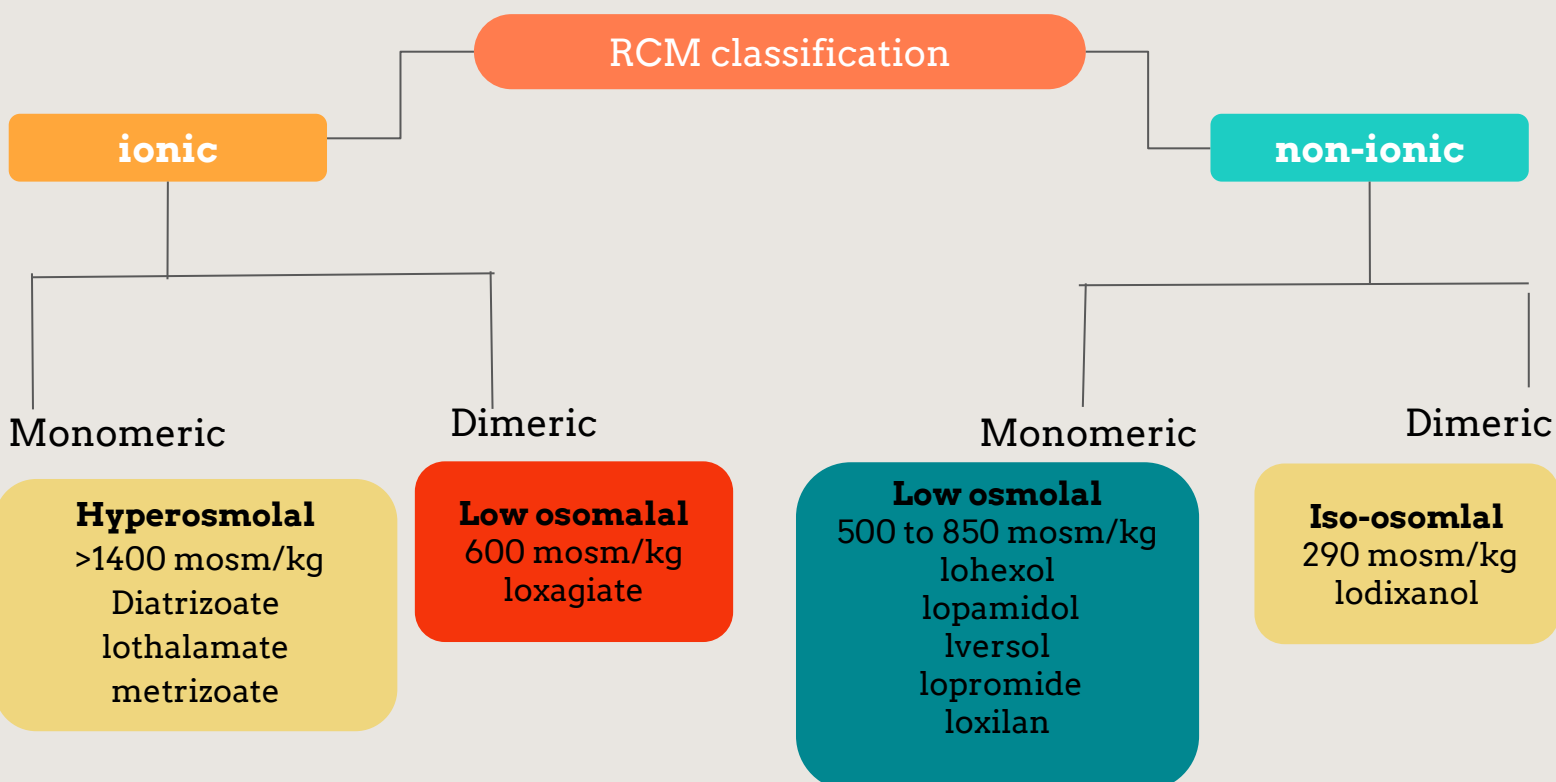 RCM classification
ionic
non-ionic
Monomeric
Hyperosmolal
>1400 mosm/kg
Diatrizoate
lothalamate
metrizoate
Dimeric
Low osomalal
600 mosm/kg
loxagiate
Monomeric
Low osmolal
500 to 850 mosm/kg
lohexol
lopamidol
lversol
lopromide
loxilan
Dimeric
Iso-osomlal
290 mosm/kg
lodixanol